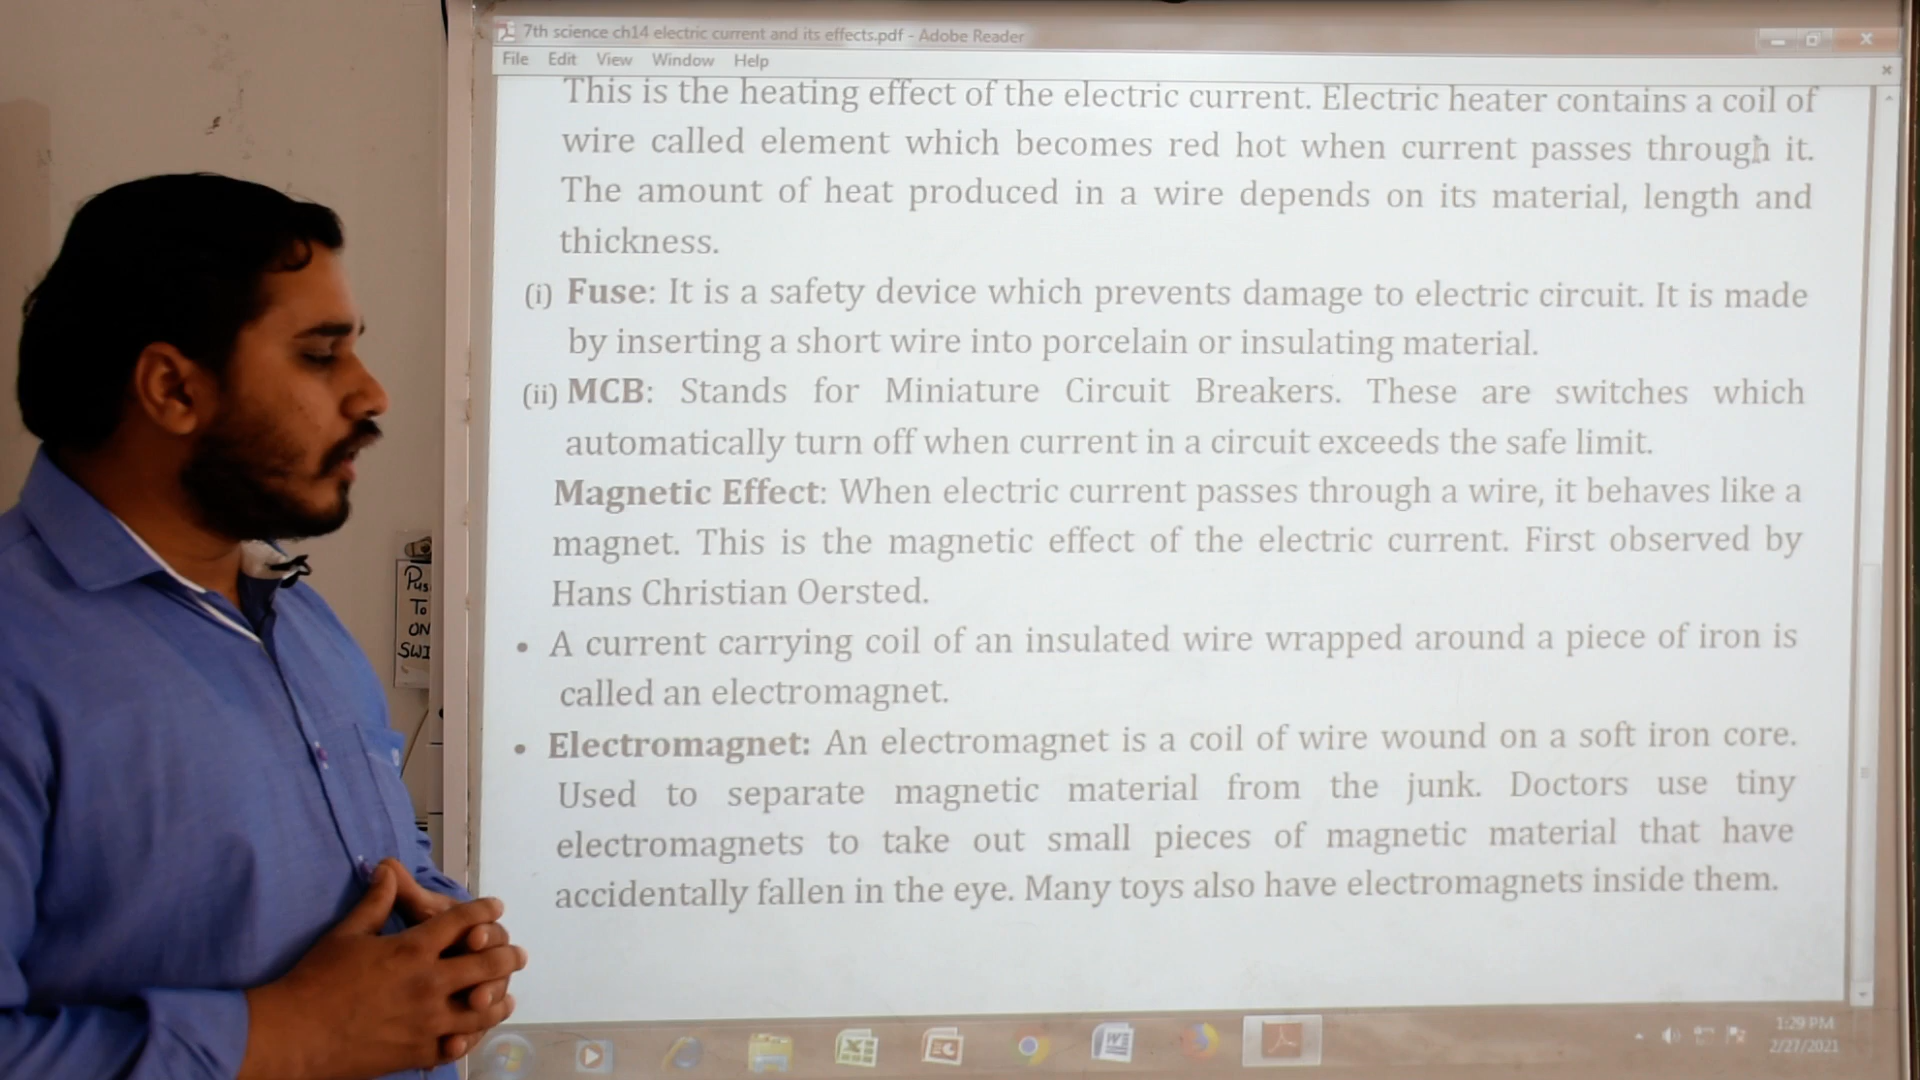 7th science ch14 electric current and its effects.pdf - Adobe Reader
File Edit View Window Help
This is the heating effect of the electric current. Electric heater contains a coil of
wire called element which becomes red hot when current passes through it.
The amount of heat produced in a wire depends on its material, length and
thickness.
(i) Fuse: It is a safety device which prevents damage to electric circuit. It is made
by inserting a short wire into porcelain or insulating material.
(ii) MCB: Stands for Miniature Circuit Breakers. These are switches which
automatically turn off when current in a circuit exceeds the safe limit.
Magnetic Effect: When electric current passes through a wire, it behaves like a
magnet. This is the magnetic effect of the electric current. First observed by
Hans Christian Oersted.
• A current carrying coil of an insulated wire wrapped around a piece of iron is
called an electromagnet.
• Electromagnet: An electromagnet is a coil of wire wound on a soft iron core.
Used to separate magnetic material from the junk. Doctors use tiny
electromagnets to take out small pieces of magnetic material that have
accidentally fallen in the eye. Many toys also have electromagnets inside them.
1:29 PM
2/27/2021
Pus
To
ON
SWI